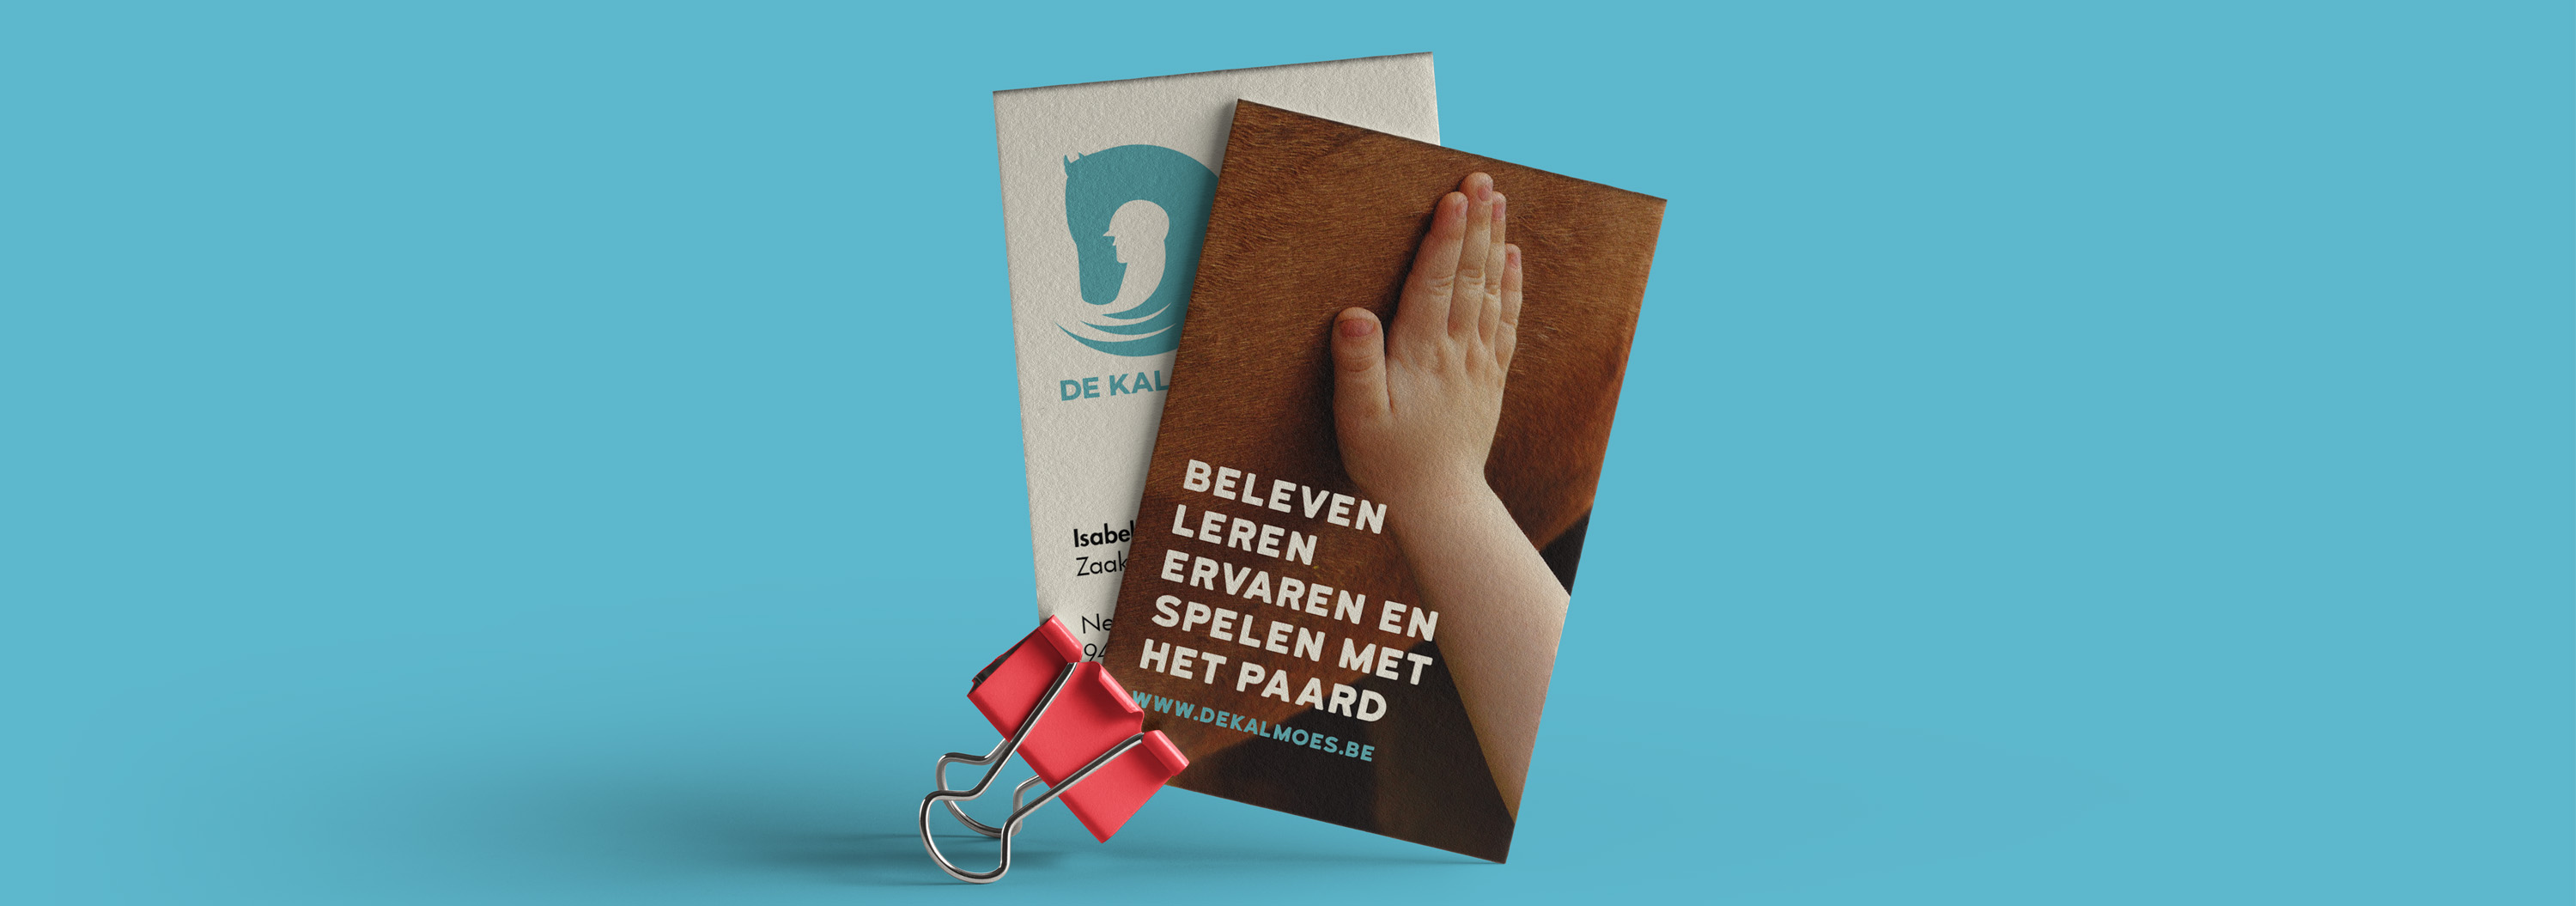 DE KAL
Isabel
Zaak
Ne
94
BELEVEN
LEREN
ERVAREN EN
SPELEN MET
HET PAARD
WWW.DEKALMOES.BE